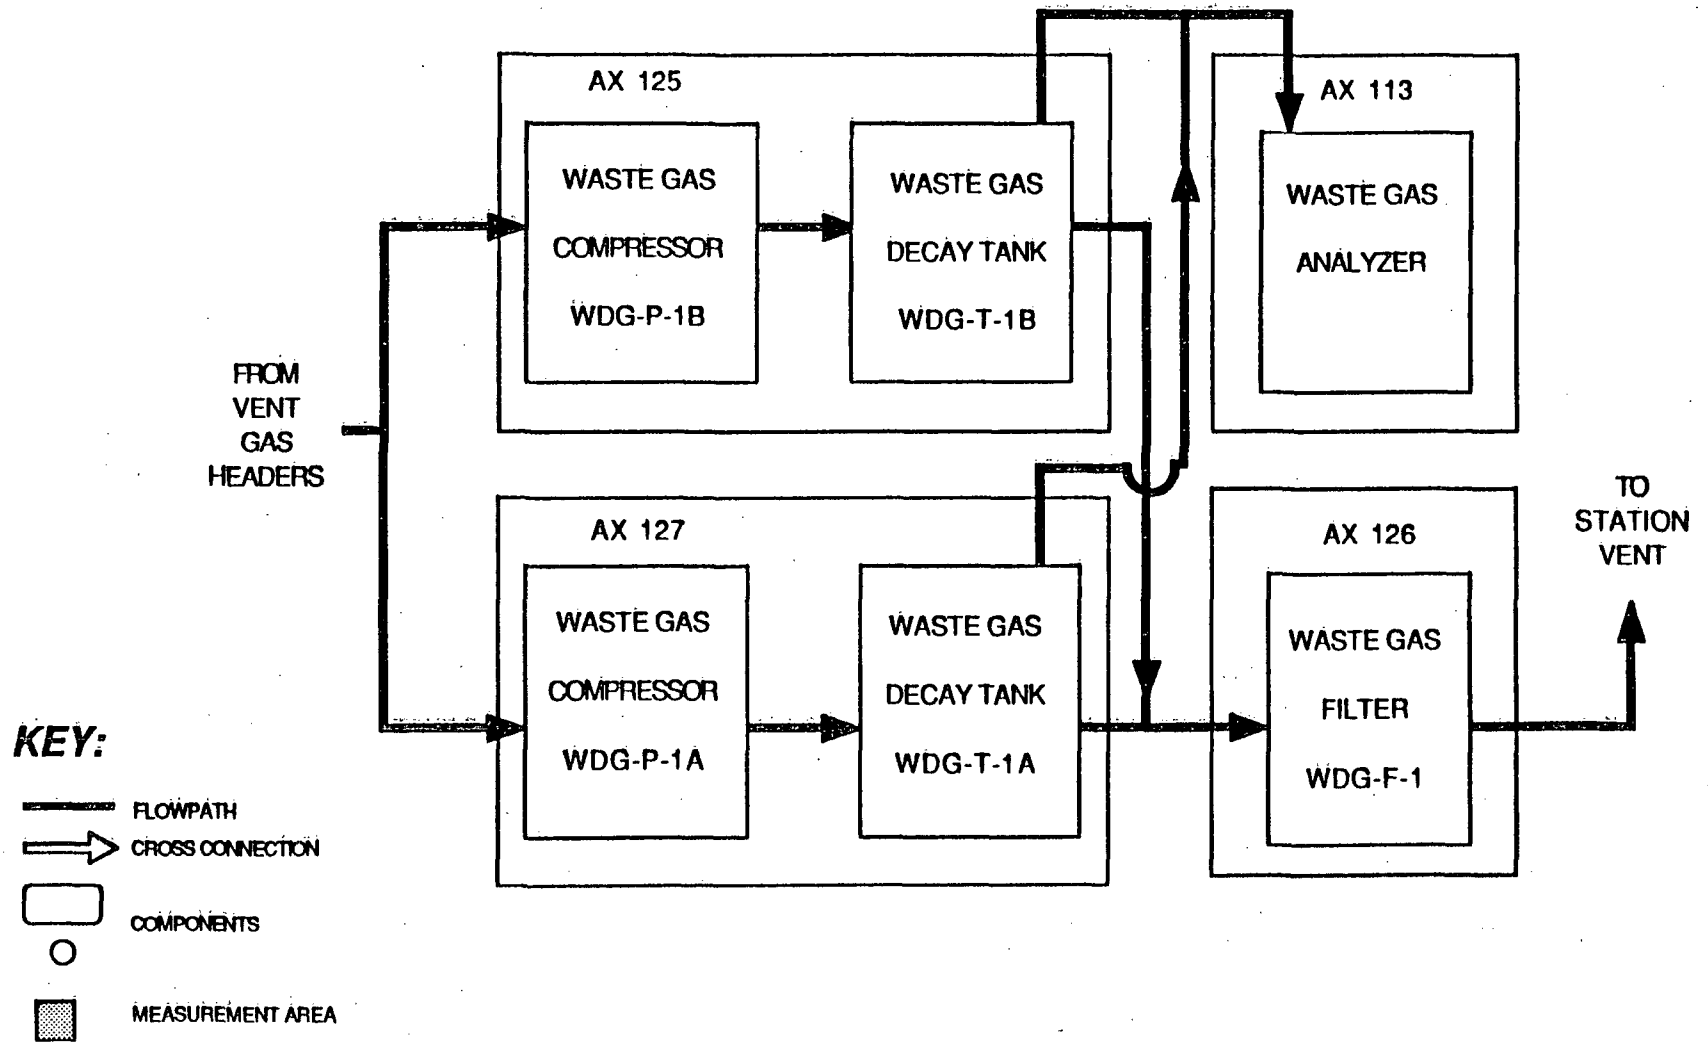 AX 125
WASTE GAS
COMPRESSOR
WDG-P-1B
WASTE GAS
DECAY TANK
WDG-T-1B
AX 113
WASTE GAS
ANALYZER
FROM
VENT
GAS
HEADERS
AX 127
WASTE GAS
COMPRESSOR
WDG-P-1A
WASTE GAS
DECAY TANK
WDG-T-1A
AX 126
WASTE GAS
FILTER
WDG-F-1
TO
STATION
VENT
KEY:
FLOWPATH
CROSS CONNECTION
COMPONENTS
MEASUREMENT AREA